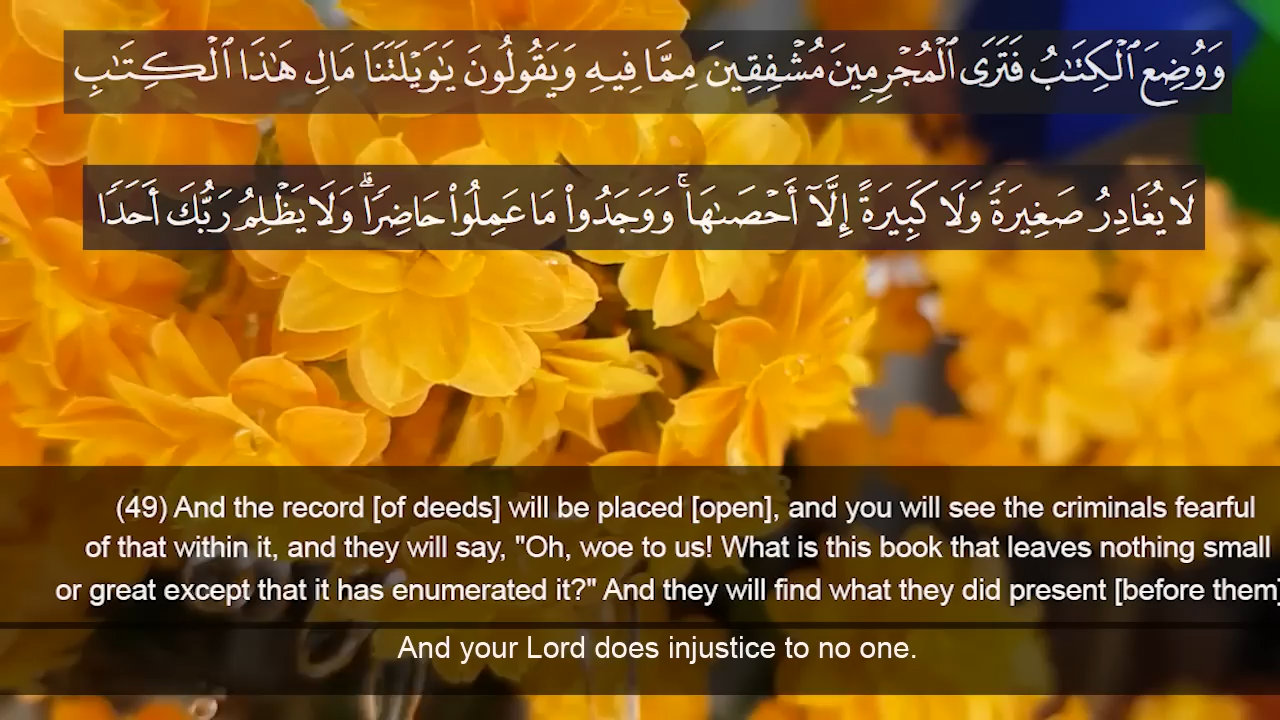 وَوُضِعَ ٱلْكِتَٰبُ فَتَرَى ٱلْمُجْرِمِينَ مُشْفِقِينَ مِمَّا فِيهِ وَيَقُولُونَ يَٰوَيْلَتَنَا مَالِ هَٰذَا ٱلْكِتَٰبِ
لَا يُغَادِرُ صَغِيرَةً وَلَا كَبِيرَةً إِلَّآ أَحْصَىٰهَا ۚ وَوَجَدُوا۟ مَا عَمِلُوا۟ حَاضِرًا ۗ وَلَا يَظْلِمُ رَبُّكَ أَحَدًا
(49) And the record [of deeds] will be placed [open], and you will see the criminals fearful
of that within it, and they will say, "Oh, woe to us! What is this book that leaves nothing small
or great except that it has enumerated it?" And they will find what they did present [before them]
And your Lord does injustice to no one.